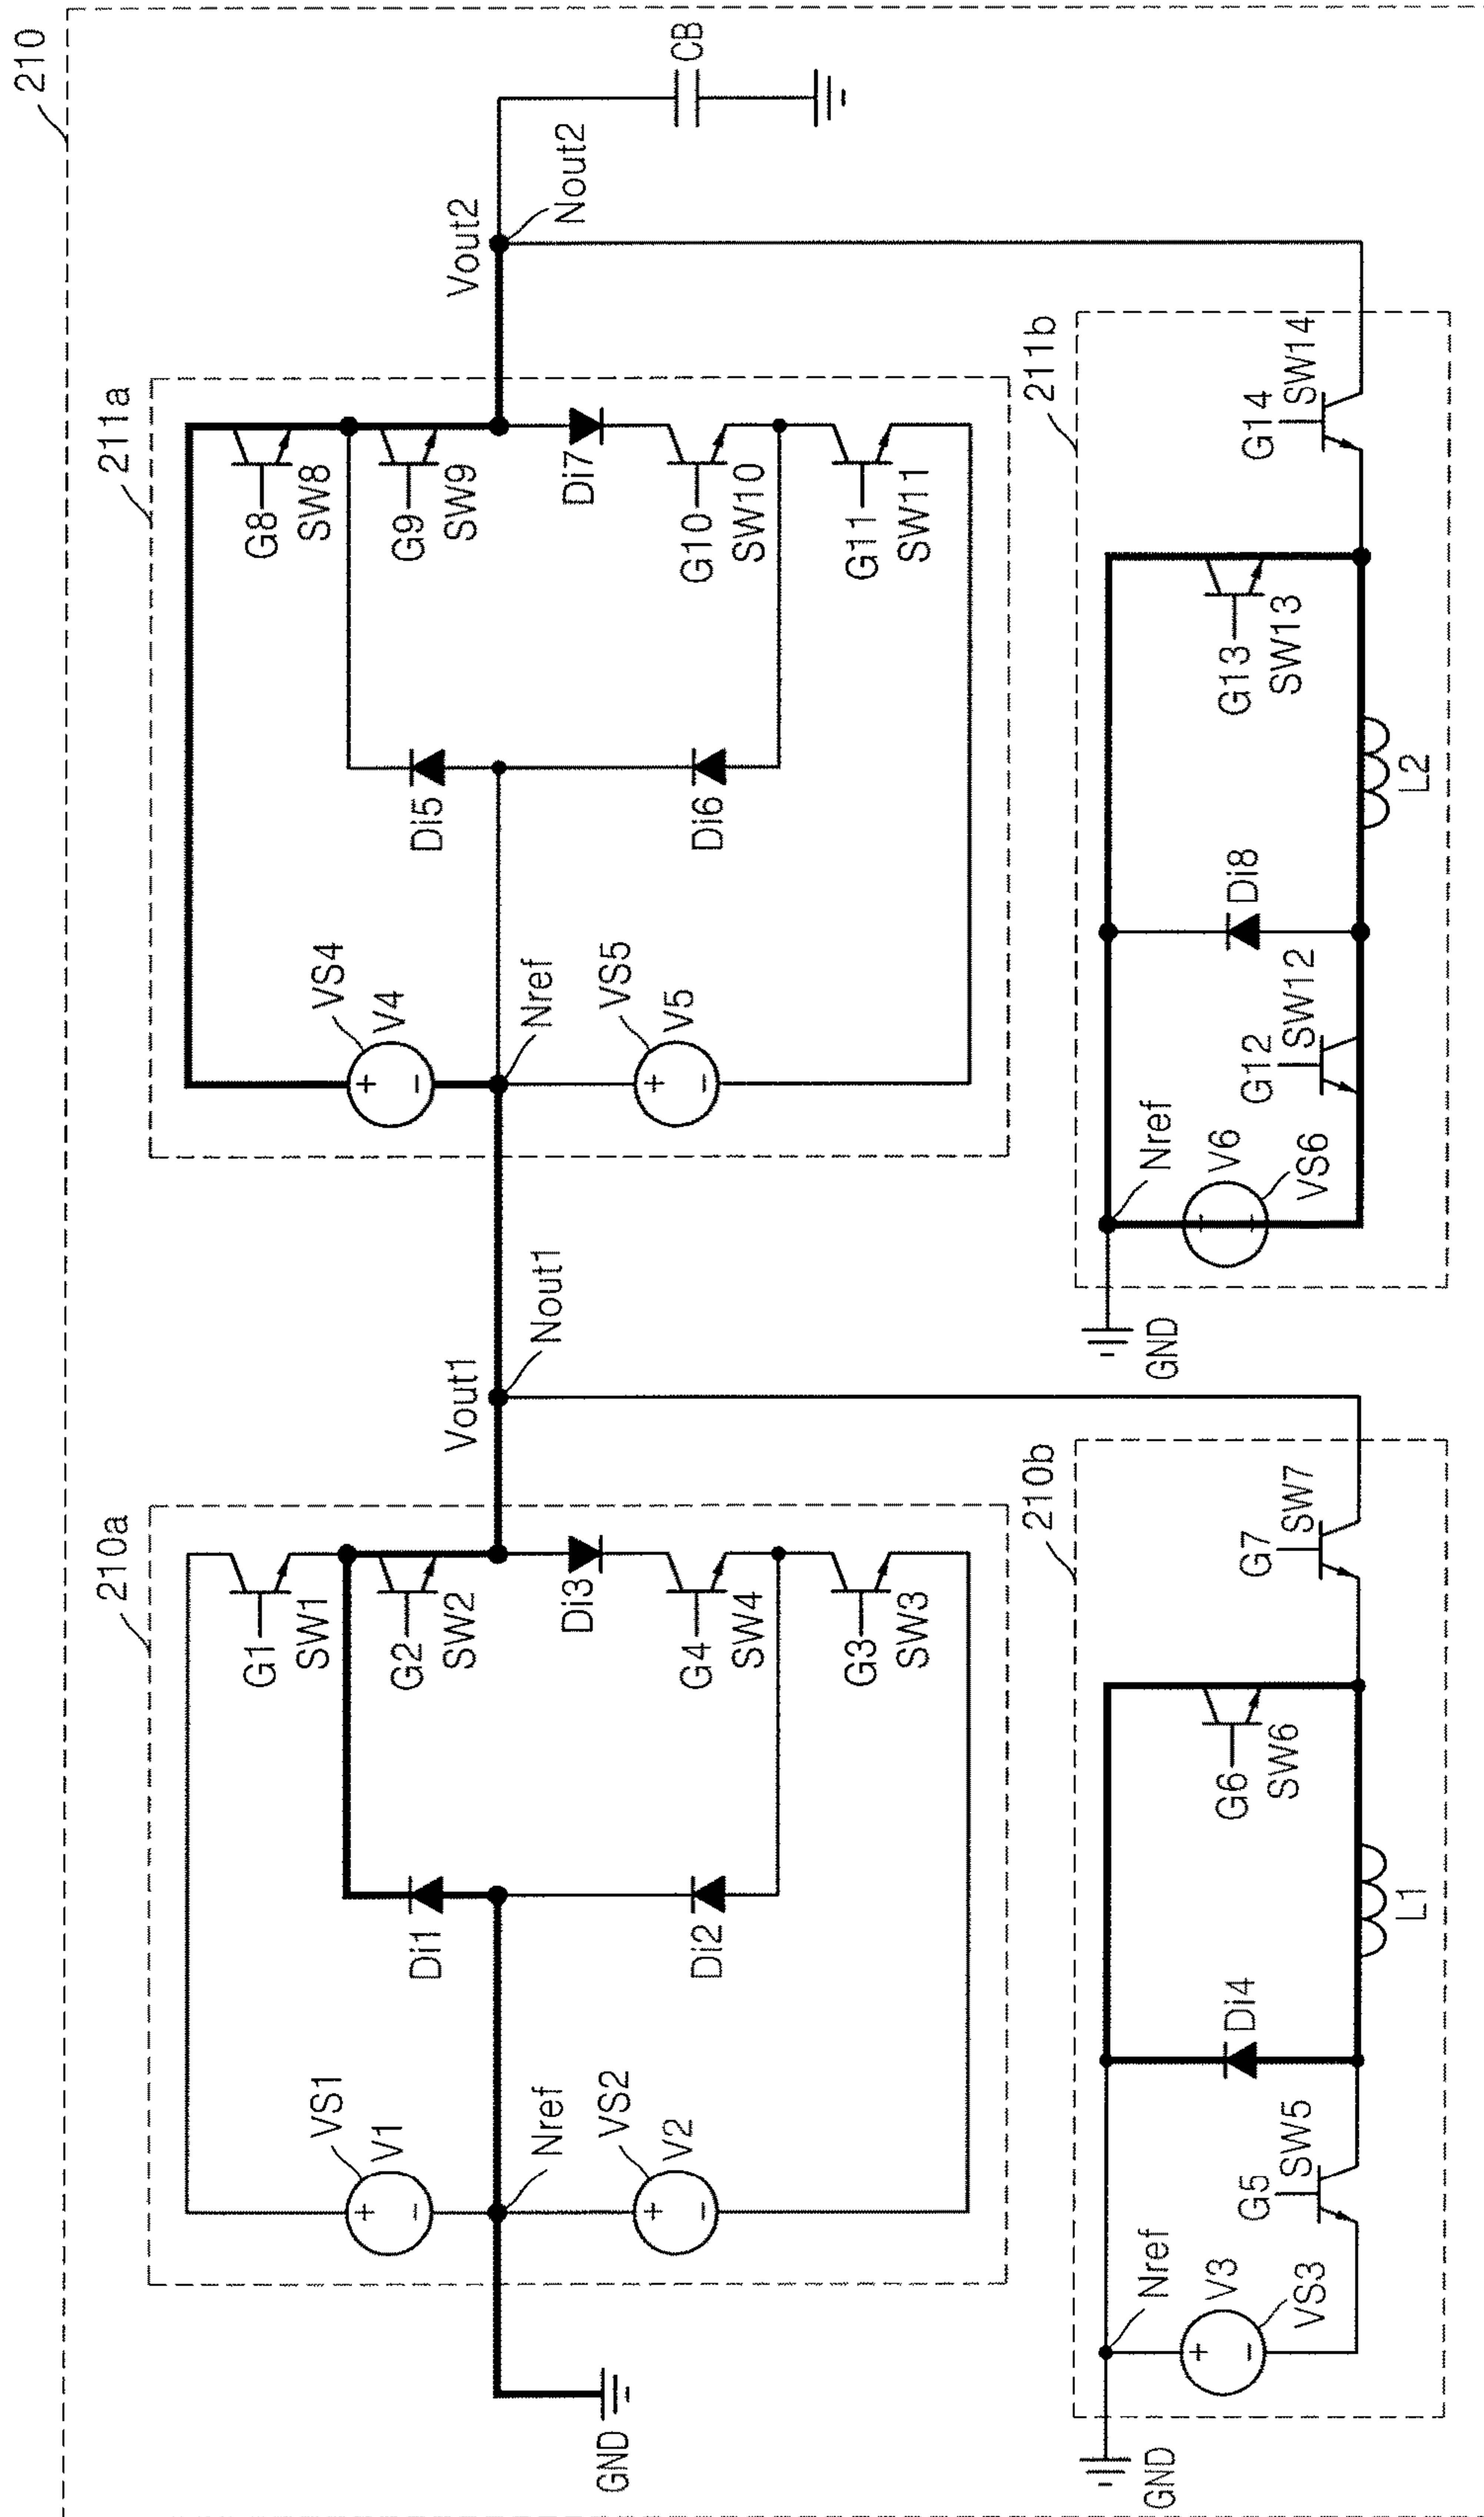 210
CB
Vout2
Nout2
211a
G8
SW8
G9
SW9
Di7
G10
SW10
G11
SW11
Di5
Di6
VS4
V4
+
−
Nref
VS5
V5
+
−
211b
G14
SW14
G13
SW13
L2
Di8
G12
SW12
Nref
V6
VS6
GND
Vout1
Nout1
210a
G1
SW1
G2
SW2
Di3
G4
SW4
G3
SW3
Di1
Di2
VS1
V1
+
−
Nref
VS2
V2
+
−
GND
210b
G7
SW7
G6
SW6
L1
Di4
G5
SW5
Nref
V3
+
−
VS3
GND